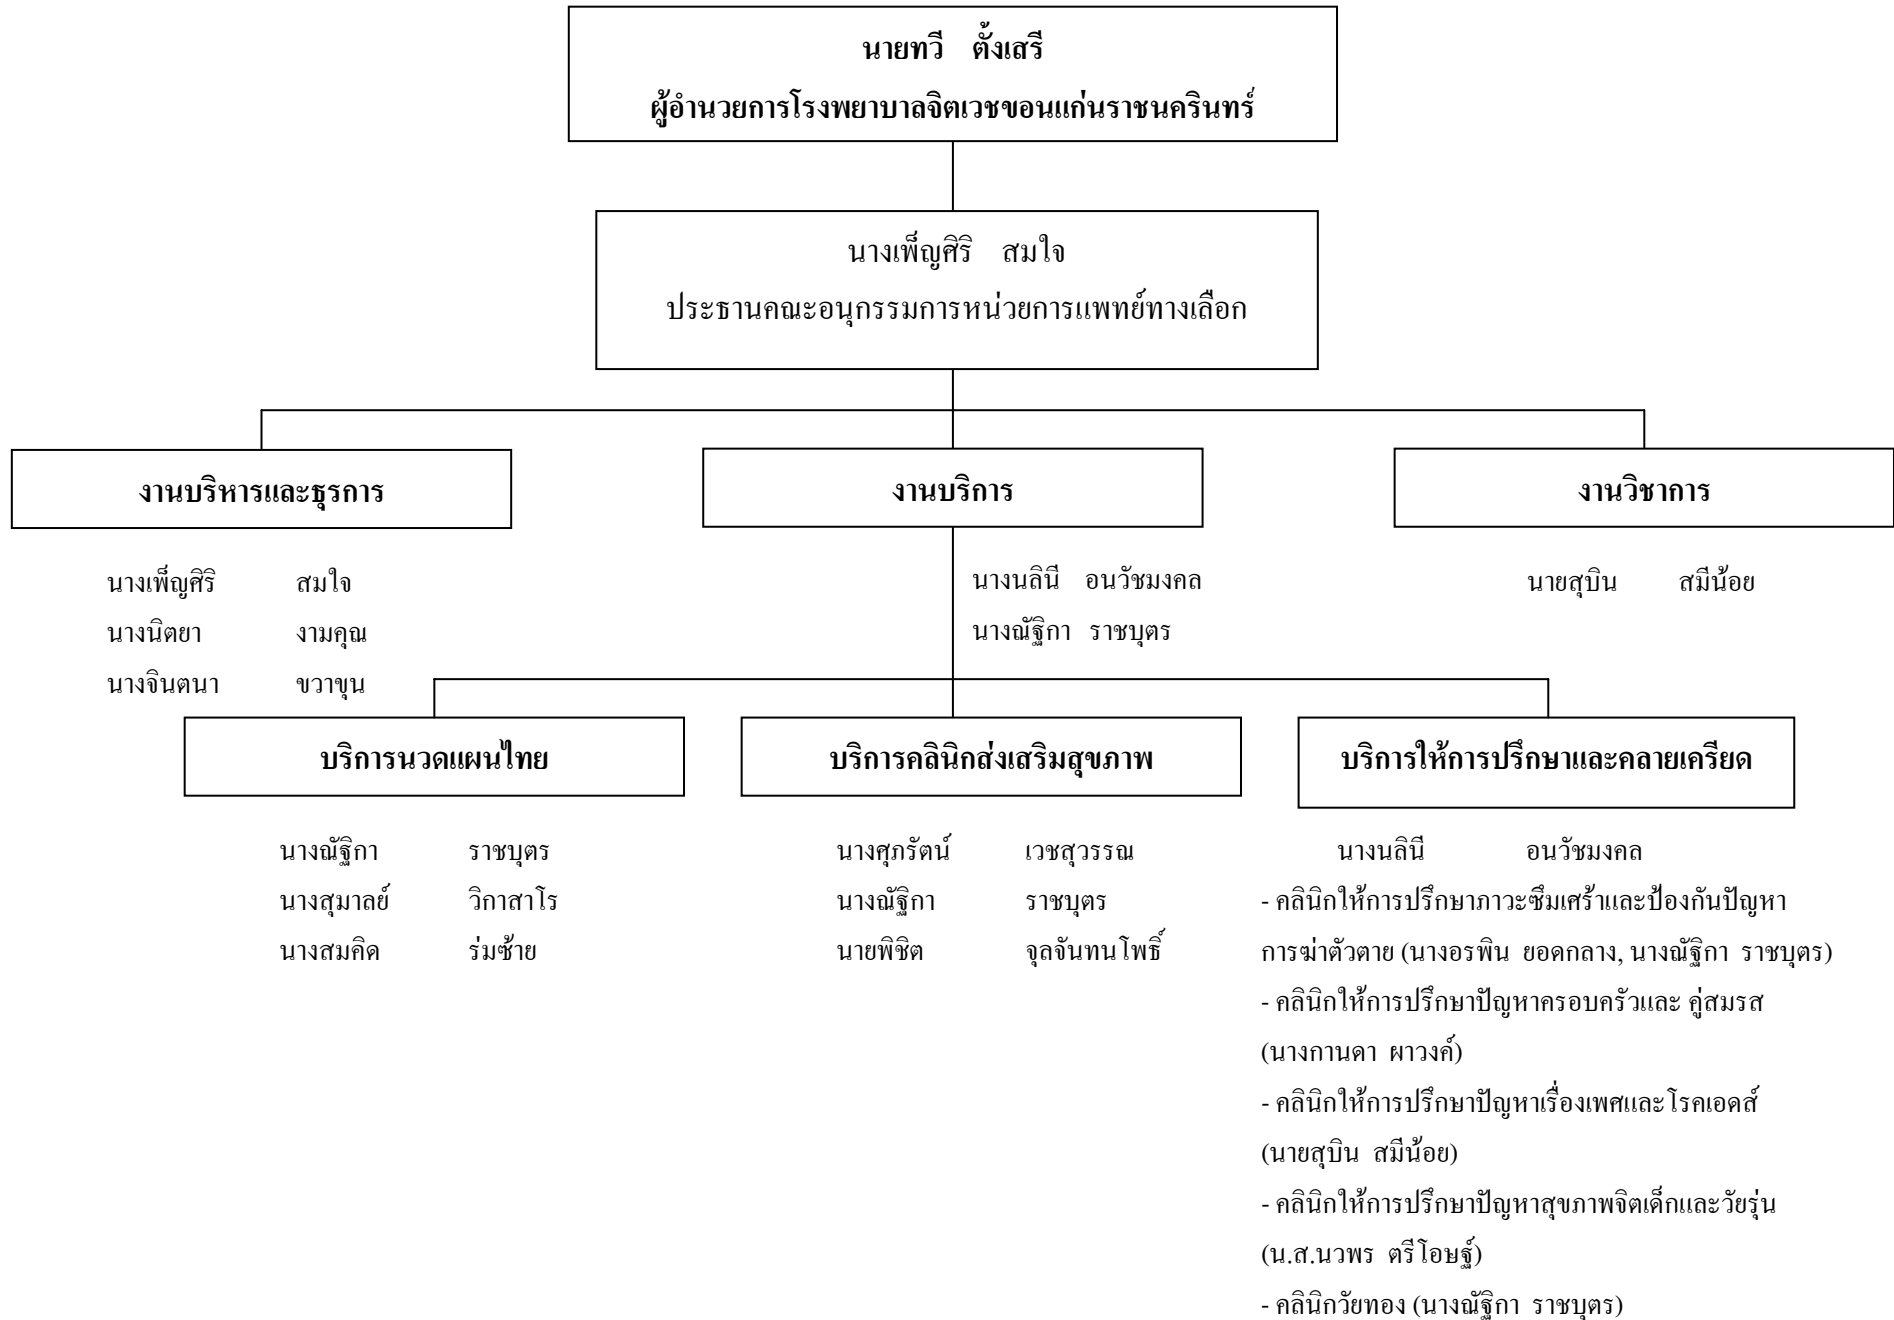 นายทวี ตั้งเสรี
ผู้อำนวยการโรงพยาบาลจิตเวชขอนแก่นราชนครินทร์
นางเพ็ญศิริ สมใจ
ประธานคณะอนุกรรมการหน่วยการแพทย์ทางเลือก
งานบริหารและธุรการ
นางเพ็ญศิริ สมใจ
นางนิตยา งามคุณ
นางจินตนา ขวาขุน
งานบริการ
นางนลินี อนวัชมงคล
นางณัฐิกา ราชบุตร
งานวิชาการ
นายสุบิน สมีน้อย
บริการนวดแผนไทย
นางณัฐิกา ราชบุตร
นางสุมาลย์ วิกาสาโร
นางสมคิด ร่มซ้าย
บริการคลินิกส่งเสริมสุขภาพ
นางศุภรัตน์ เวชสุวรรณ
นางณัฐิกา ราชบุตร
นายพิชิต จุลจันทนโพธิ์
บริการให้การปรึกษาและคลายเครียด
นางนลินี อนวัชมงคล
- คลินิกให้การปรึกษาภาวะซึมเศร้าและป้องกันปัญหา
การฆ่าตัวตาย (นางอรพิน ยอดกลาง, นางณัฐิกา ราชบุตร)
- คลินิกให้การปรึกษาปัญหาครอบครัวและ คู่สมรส
(นางกานดา ผาวงค์)
- คลินิกให้การปรึกษาปัญหาเรื่องเพศและโรคเอดส์
(นายสุบิน สมีน้อย)
- คลินิกให้การปรึกษาปัญหาสุขภาพจิตเด็กและวัยรุ่น
(น.ส.นวพร ตรีโอษฐ์)
- คลินิกวัยทอง (นางณัฐิกา ราชบุตร)